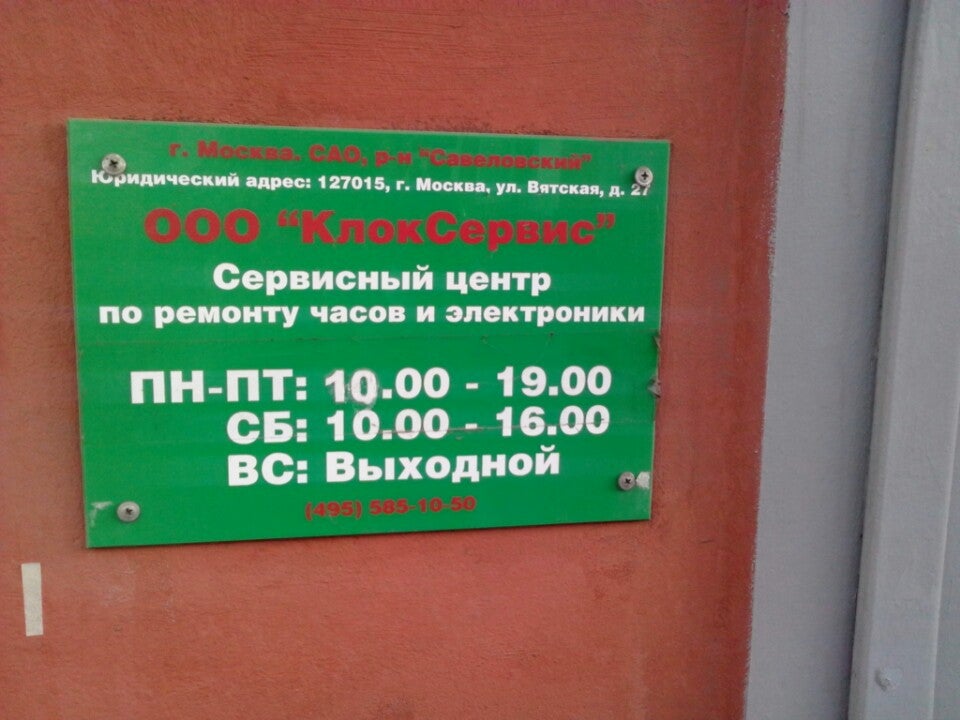 г. Москва. САО, р-н "Савеловский"
Юридический адрес: 127015, г. Москва, ул. Вятская, д. 27
ООО "КлокСервис"
Сервисный центр
по ремонту часов и электроники
ПН-ПТ: 10.00 - 19.00
СБ: 10.00 - 16.00
ВС: Выходной
(495) 585-10-50